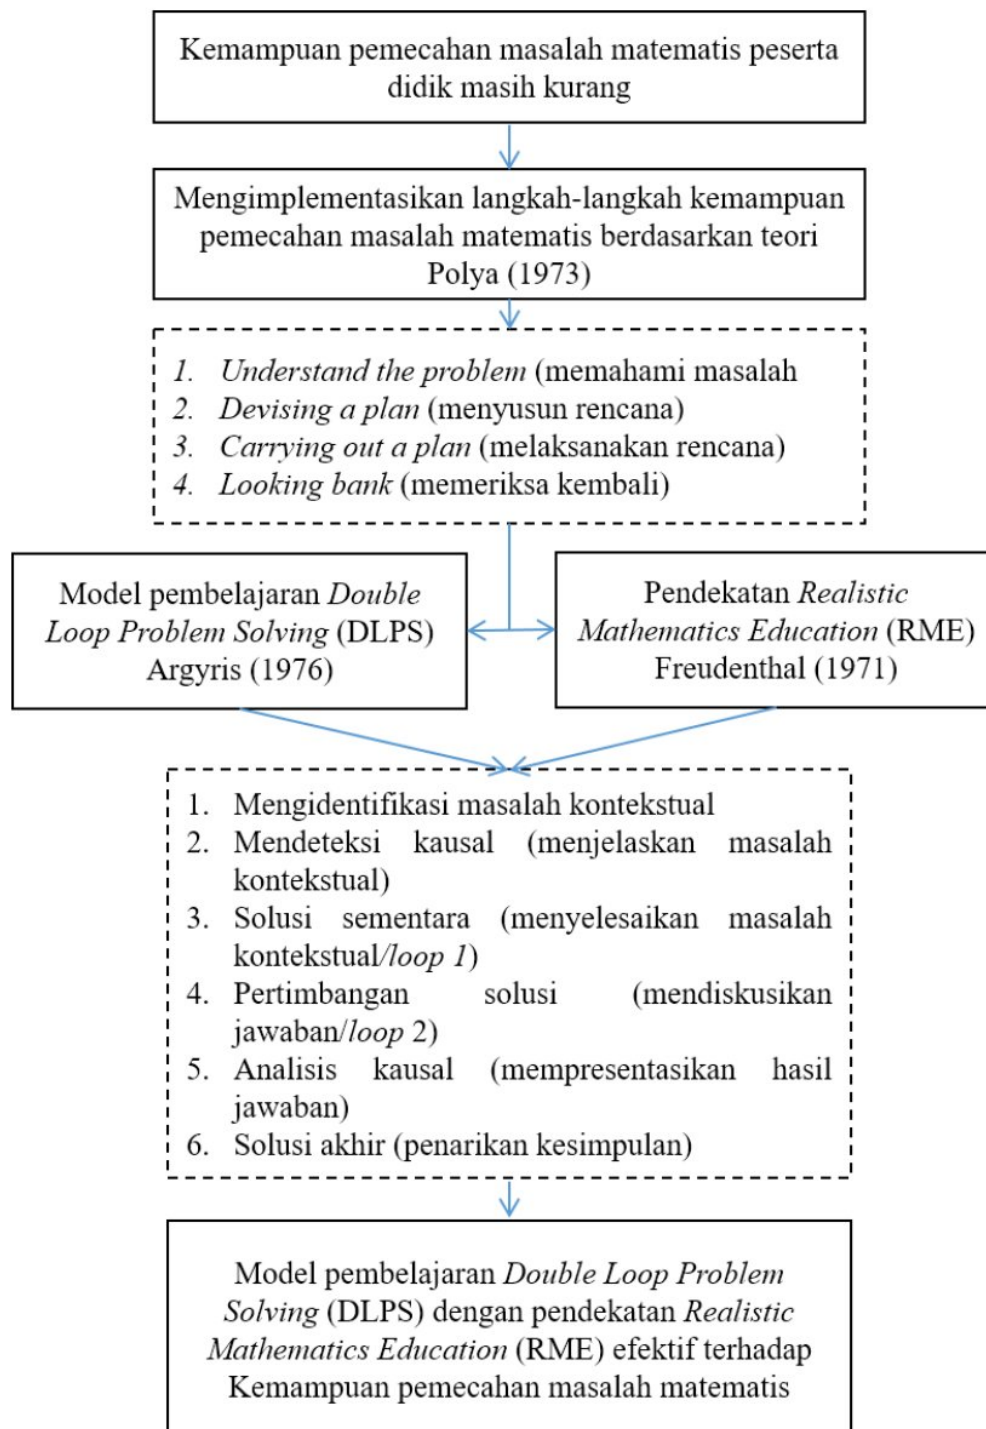 Kemampuan pemecahan masalah matematis peserta
didik masih kurang
Mengimplementasikan langkah-langkah kemampuan
pemecahan masalah matematis berdasarkan teori
Polya (1973)
1. Understand the problem (memahami masalah
2. Devising a plan (menyusun rencana)
3. Carrying out a plan (melaksanakan rencana)
4. Looking bank (memeriksa kembali)
Model pembelajaran Double
Loop Problem Solving (DLPS)
Argyris (1976)
Pendekatan Realistic
Mathematics Education (RME)
Freudenthal (1971)
1. Mengidentifikasi masalah kontekstual
2. Mendeteksi kausal (menjelaskan masalah
kontekstual)
3. Solusi sementara (menyelesaikan masalah
kontekstual/loop 1)
4. Pertimbangan solusi (mendiskusikan
jawaban/loop 2)
5. Analisis kausal (mempresentasikan hasil
jawaban)
6. Solusi akhir (penarikan kesimpulan)
Model pembelajaran Double Loop Problem
Solving (DLPS) dengan pendekatan Realistic
Mathematics Education (RME) efektif terhadap
Kemampuan pemecahan masalah matematis